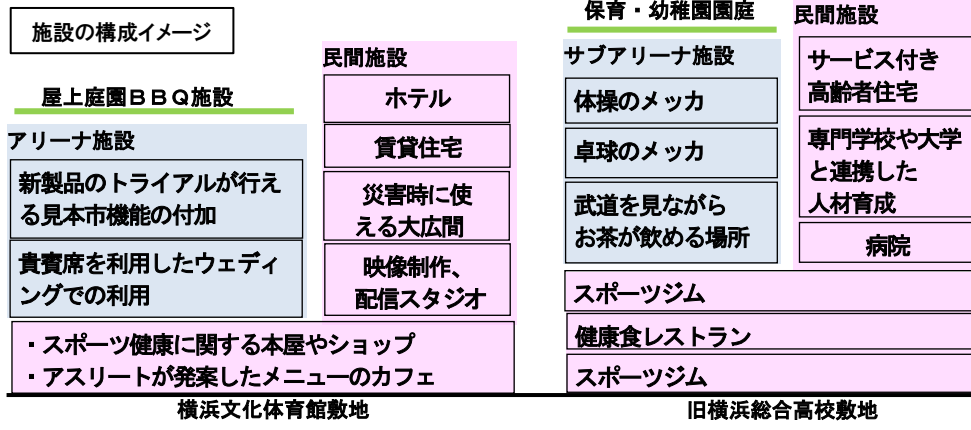 施設の構成イメージ
屋上庭園ＢＢＱ施設
アリーナ施設
新製品のトライアルが行え
る見本市機能の付加
貴賓席を利用したウェディ
ングでの利用
民間施設
ホテル
賃貸住宅
災害時に使
える大広間
映像制作、
配信スタジオ
・スポーツ健康に関する本屋やショップ
・アスリートが発案したメニューのカフェ
横浜文化体育館敷地
保育・幼稚園園庭
サブアリーナ施設
体操のメッカ
卓球のメッカ
武道を見ながら
お茶が飲める場所
民間施設
サービス付き
高齢者住宅
専門学校や大学
と連携した
人材育成
病院
スポーツジム
健康食レストラン
スポーツジム
旧横浜総合高校敷地